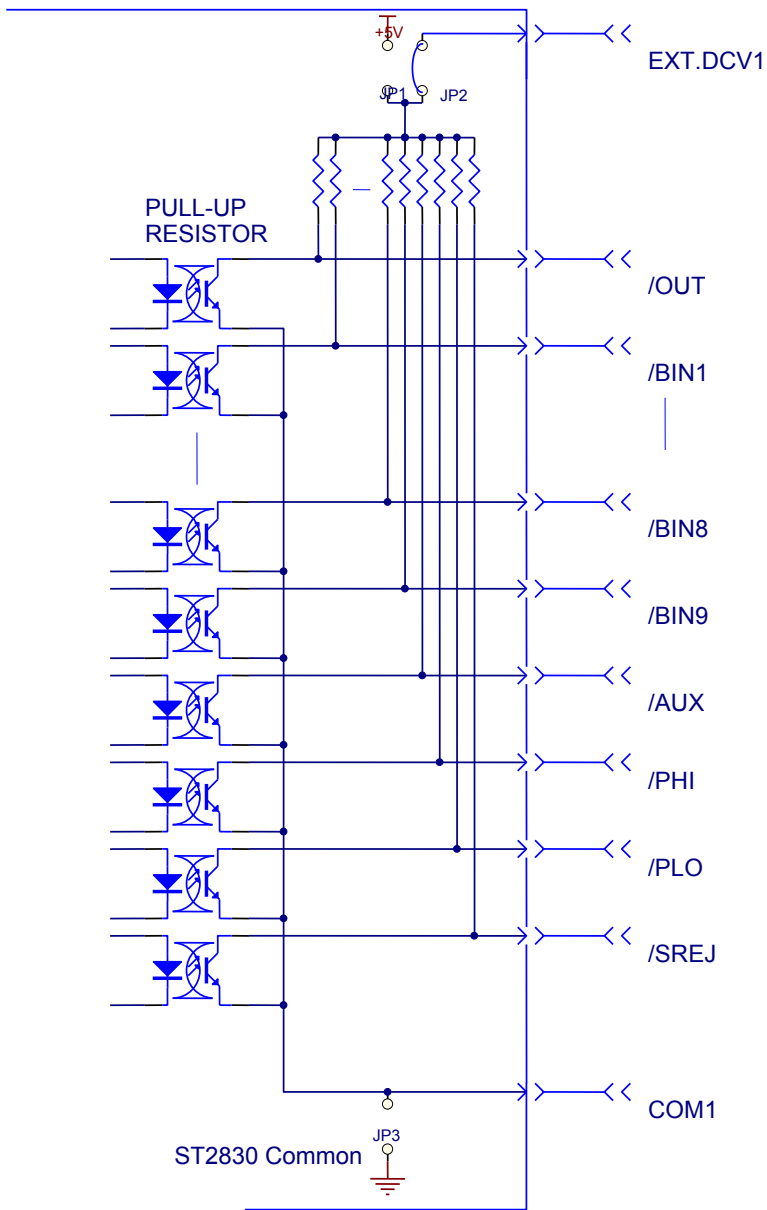 +5V
EXT.DCV1
JP1
JP2
PULL-UP
RESISTOR
/OUT
/BIN1
/BIN8
/BIN9
/AUX
/PHI
/PLO
/SREJ
COM1
JP3
ST2830 Common